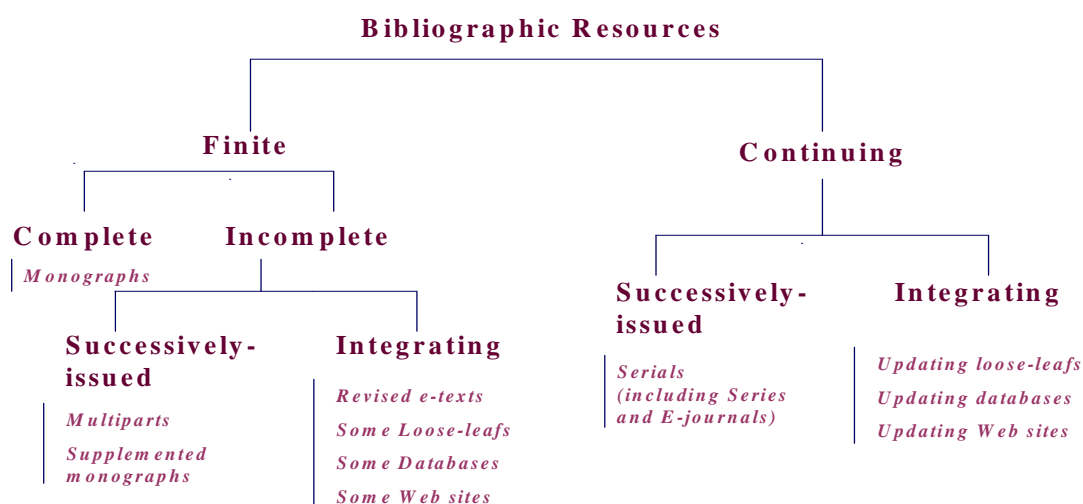 Bibliographic Resources
Finite
Continuing
Complete
Incomplete
Monographs
Successively-
issued
Integrating
Successively-
issued
Integrating
Multiparts
Supplemented
monographs
Revised e-texts
Some Loose-leafs
Some Databases
Some Web sites
Serials
(including Series
and E-journals)
Updating loose-leafs
Updating databases
Updating Web sites